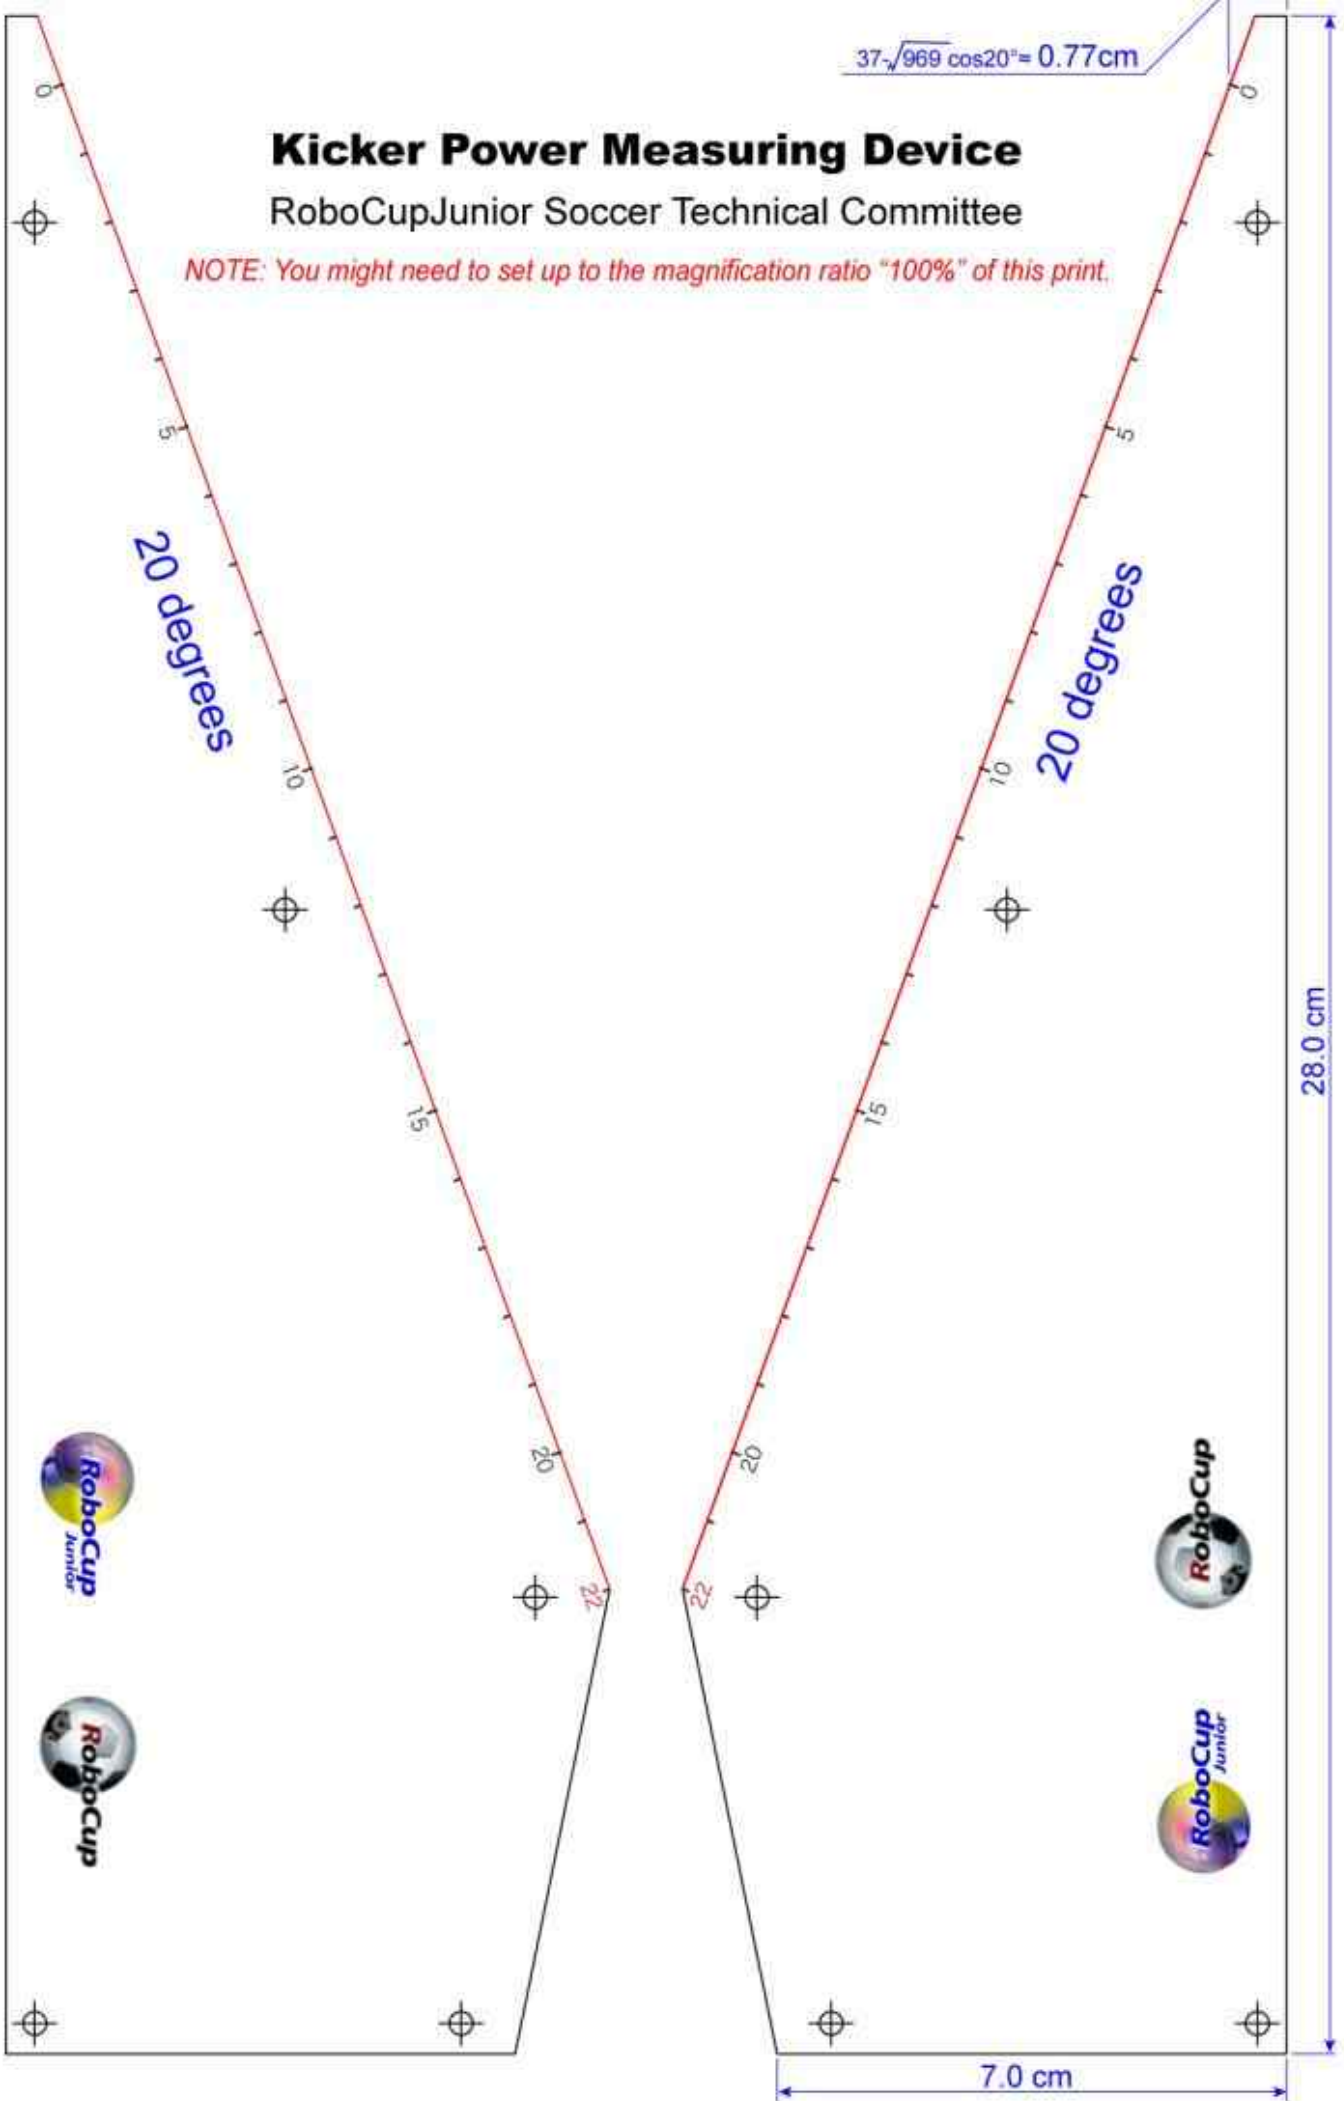 37-√969 cos20°= 0.77cm
0
0
Kicker Power Measuring Device
RoboCupJunior Soccer Technical Committee
NOTE: You might need to set up to the magnification ratio “100%” of this print.
5
5
20 degrees
20 degrees
10
10
28.0 cm
15
15
20
20
RoboCup
Junior
RoboCup
22
22
RoboCup
RoboCup
Junior
7.0 cm